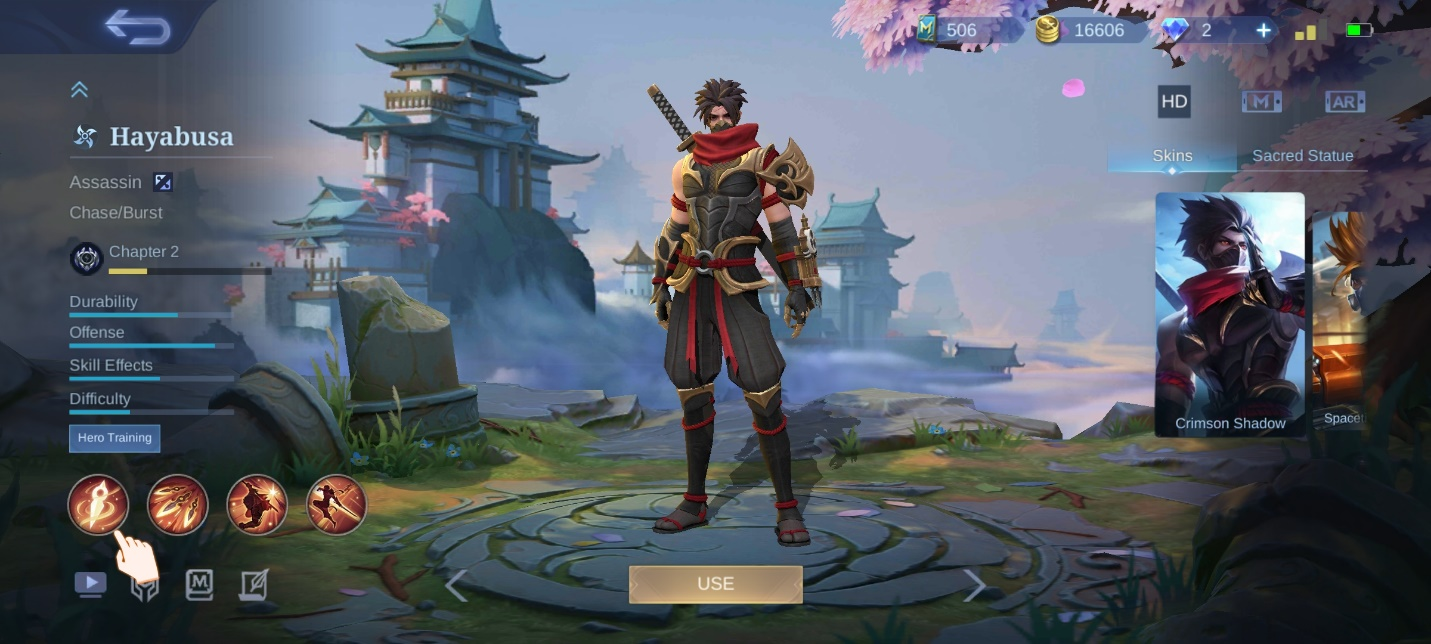 506
16606
2
HD
M
AR
Hayabusa
Skins
Sacred Statue
Assassin
Chase/Burst
Chapter 2
Durability
Offense
Skill Effects
Difficulty
Crimson Shadow
Hero Training
USE